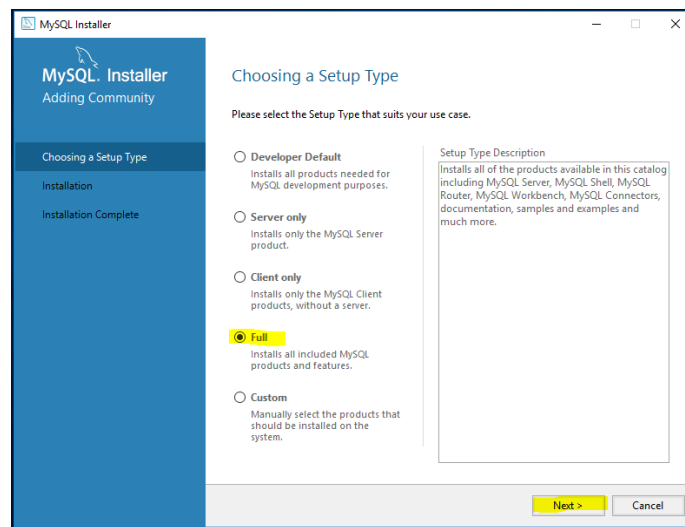 MySQL Installer
MySQL. Installer
Adding Community
Choosing a Setup Type
Installation
Installation Complete
Choosing a Setup Type
Please select the Setup Type that suits your use case.
Developer Default
Installs all products needed for
MySQL development purposes.
Server only
Installs only the MySQL Server
product.
Client only
Installs only the MySQL Client
products, without a server.
Full
Installs all included MySQL
products and features.
Custom
Manually select the products that
should be installed on the
system.
Setup Type Description
Installs all of the products available in this catalog
including MySQL Server, MySQL Shell, MySQL
Router, MySQL Workbench, MySQL Connectors,
documentation, samples and examples and
much more.
Next >
Cancel